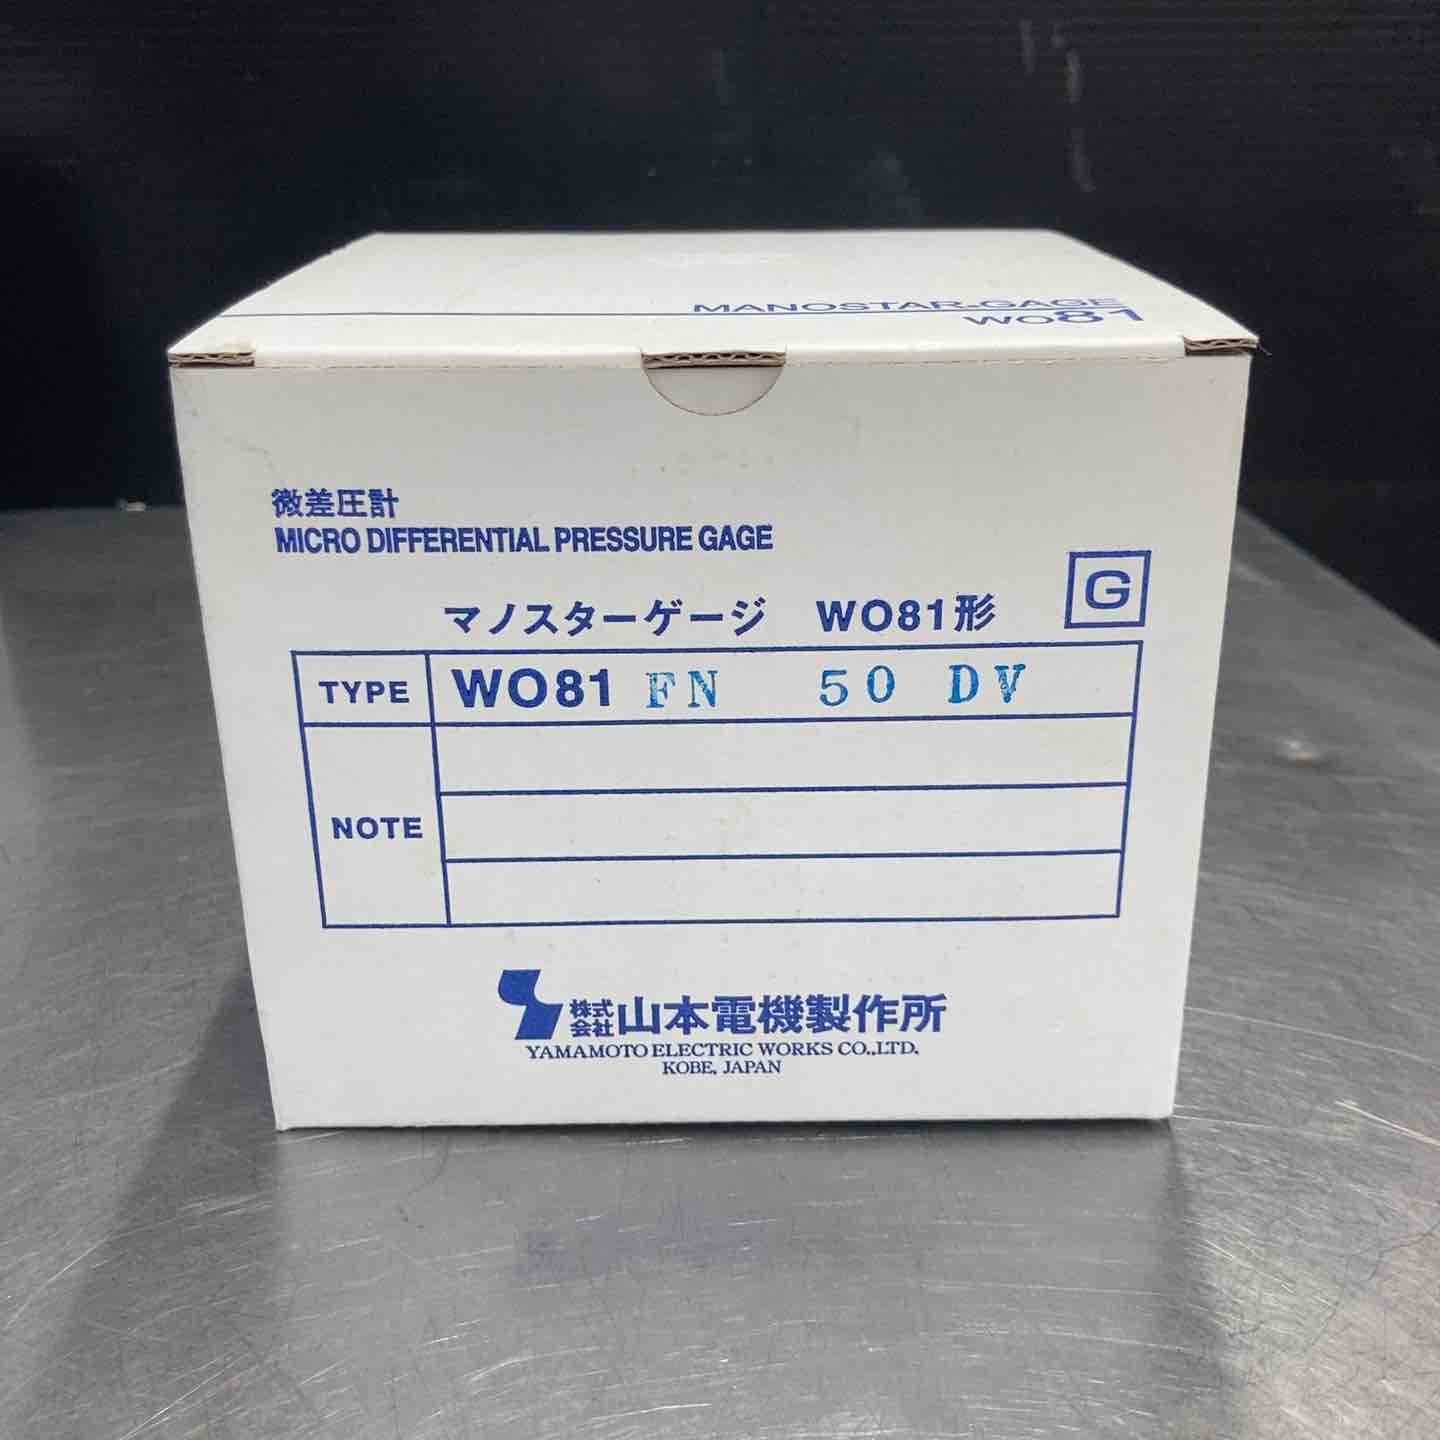 MANOSTAR-GAGE
WO81
微差圧計
MICRO DIFFERENTIAL PRESSURE GAGE
マノスターゲージ WO81形
G
TYPE WO81 FN 50 DV
NOTE
株式会社 山本電機製作所
YAMAMOTO ELECTRIC WORKS CO.,LTD.
KOBE, JAPAN